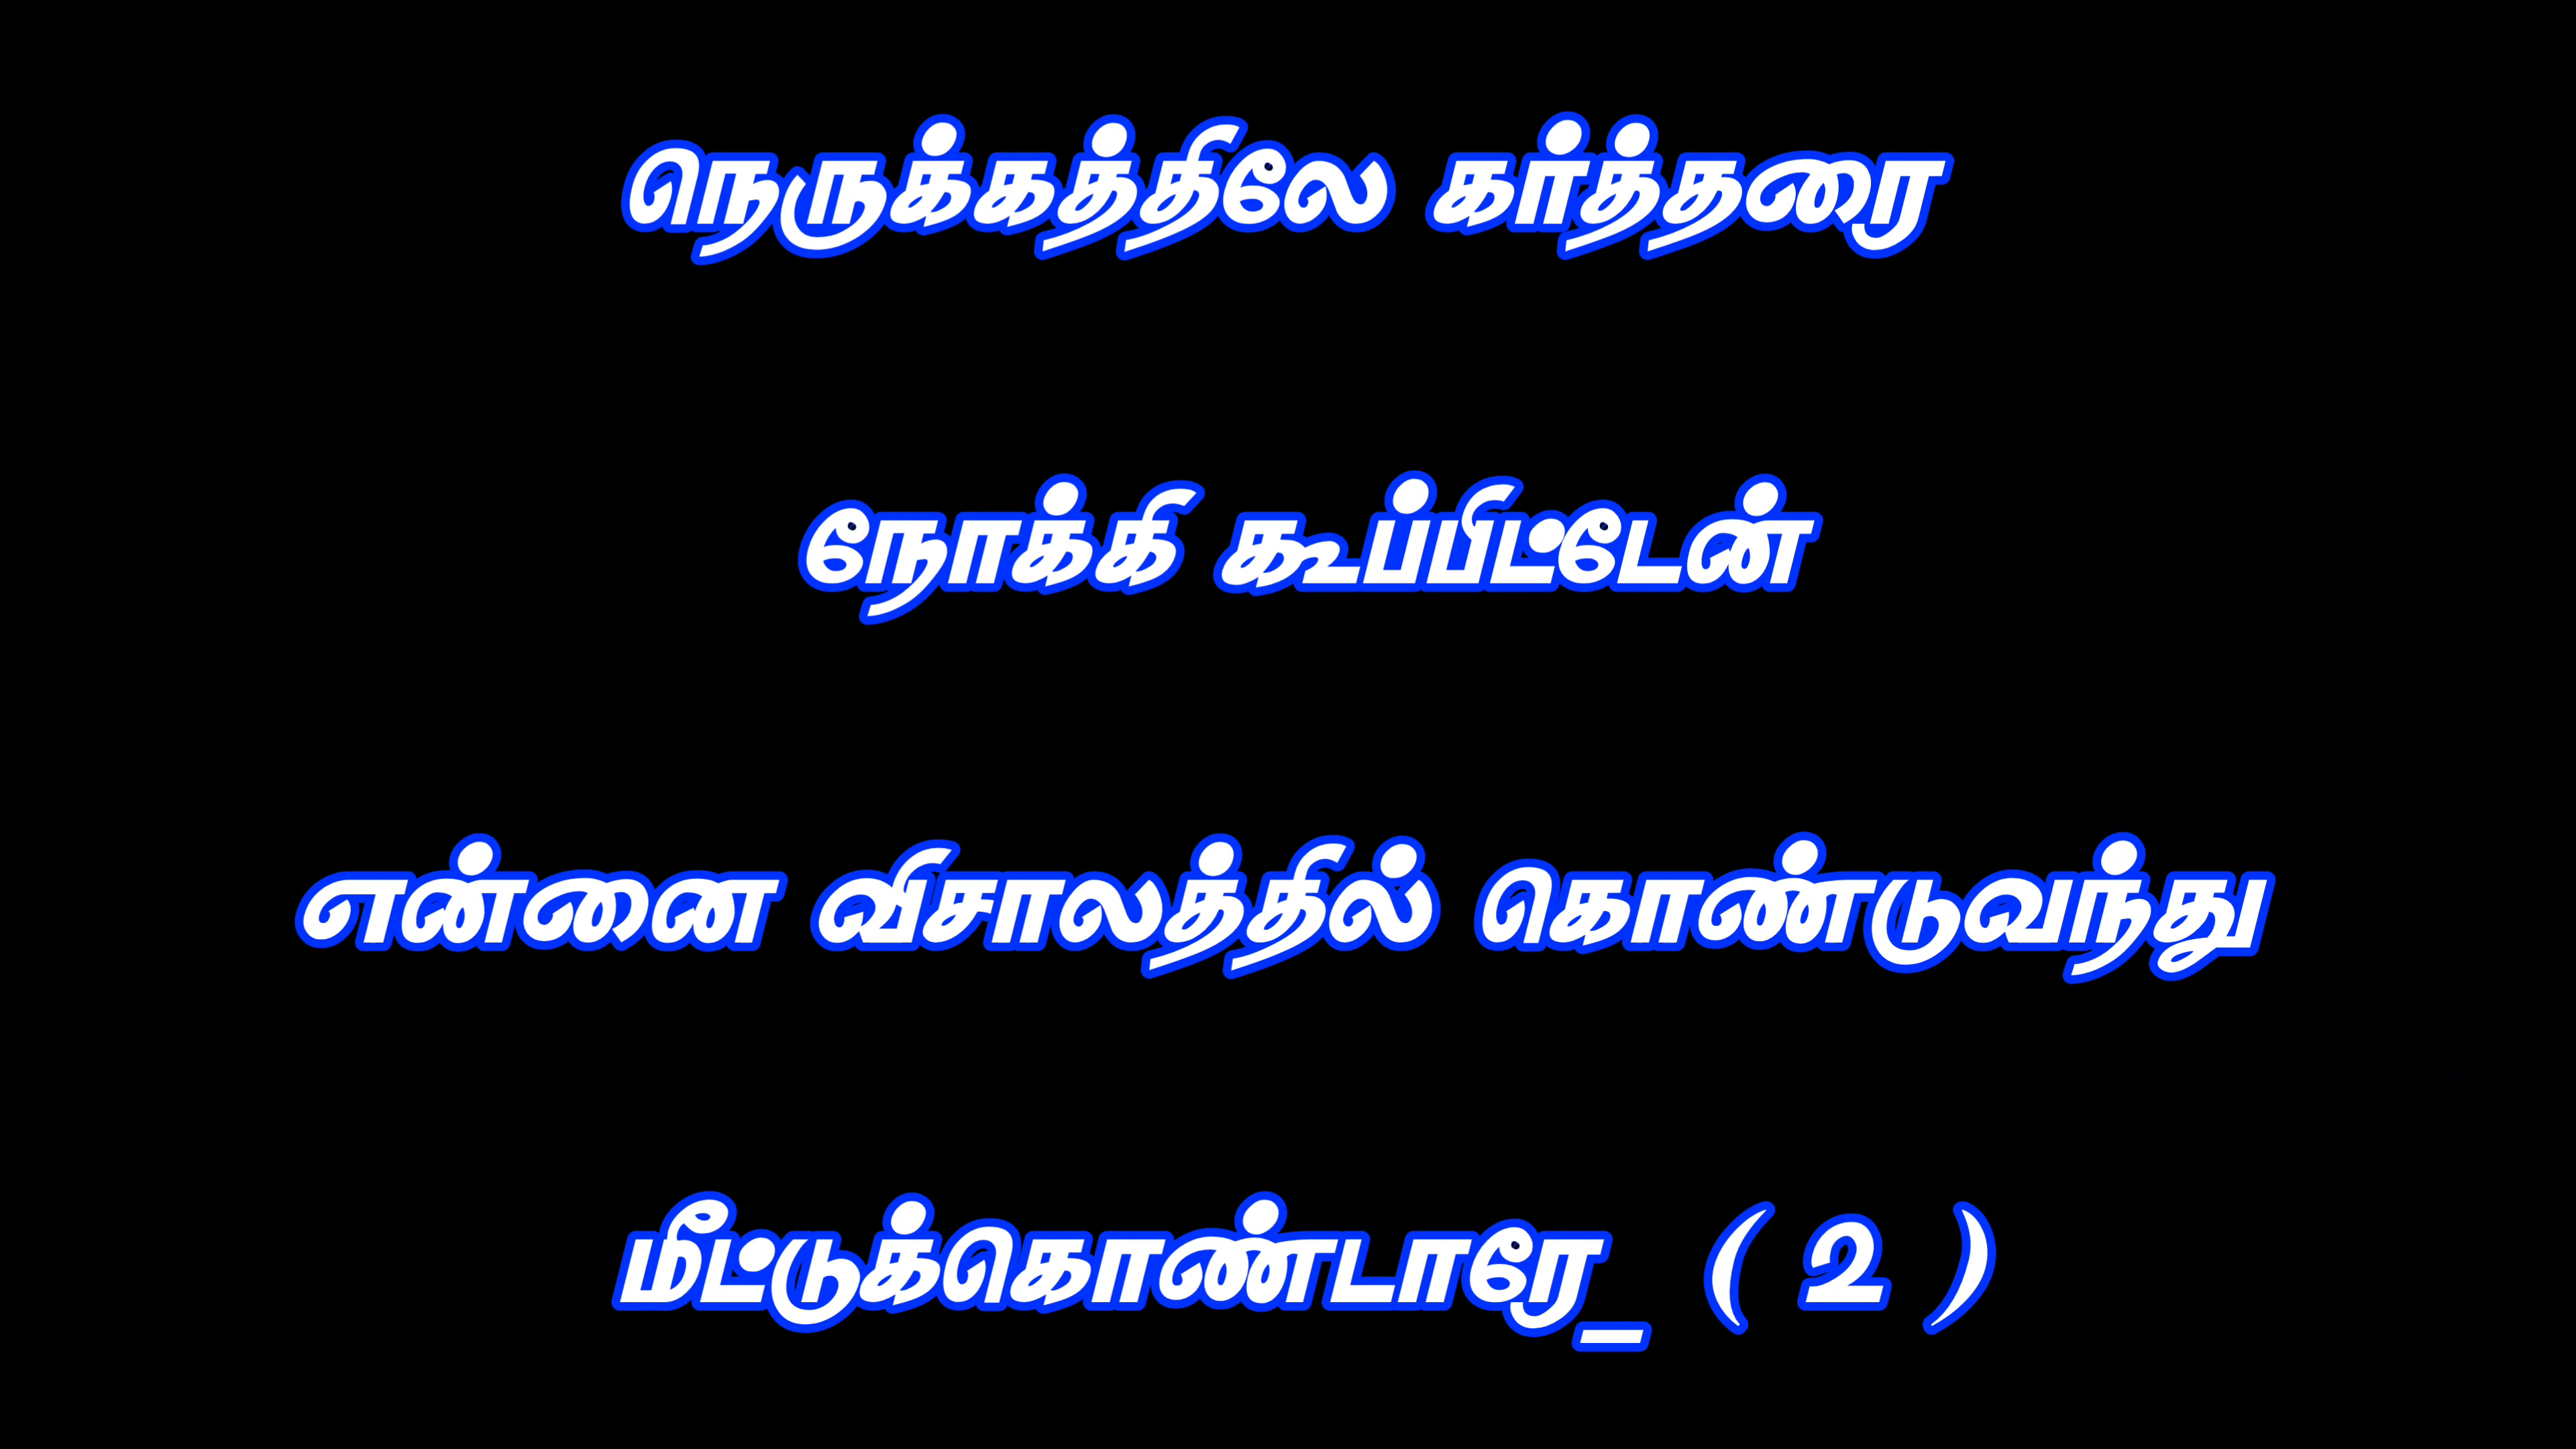 நெருக்கத்திலே கர்த்தரை
நோக்கி கூப்பிட்டேன்
என்னை விசாலத்தில் கொண்டுவந்து
மீட்டுக்கொண்டாரே_ ( 2 )